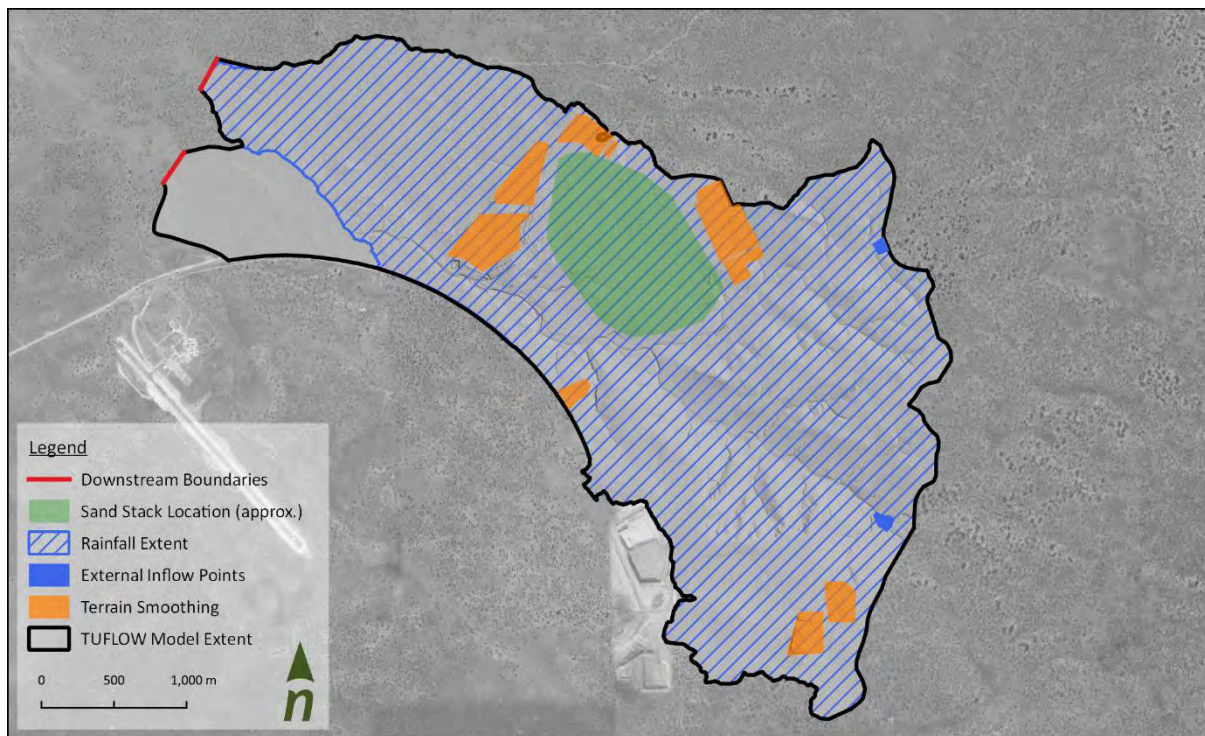 Legend
Downstream Boundaries
Sand Stack Location (approx.)
Rainfall Extent
External Inflow Points
Terrain Smoothing
TUFLOW Model Extent
0 500 1,000 m
n